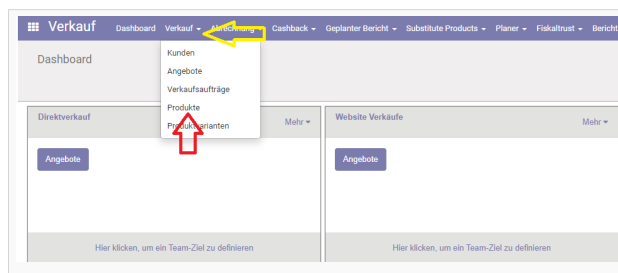 Verkauf Dashboard Verkauf Abrechnung Cashback Geplanter Bericht Substitute Products Planer Fiskaltrust Bericht
Dashboard
Kunden
Angebote
Verkaufsaufträge
Produkte
Produktvarianten
Direktverkauf Mehr Website Verkäufe Mehr
Angebote Angebote
Hier klicken, um ein Team-Ziel zu definieren Hier klicken, um ein Team-Ziel zu definieren